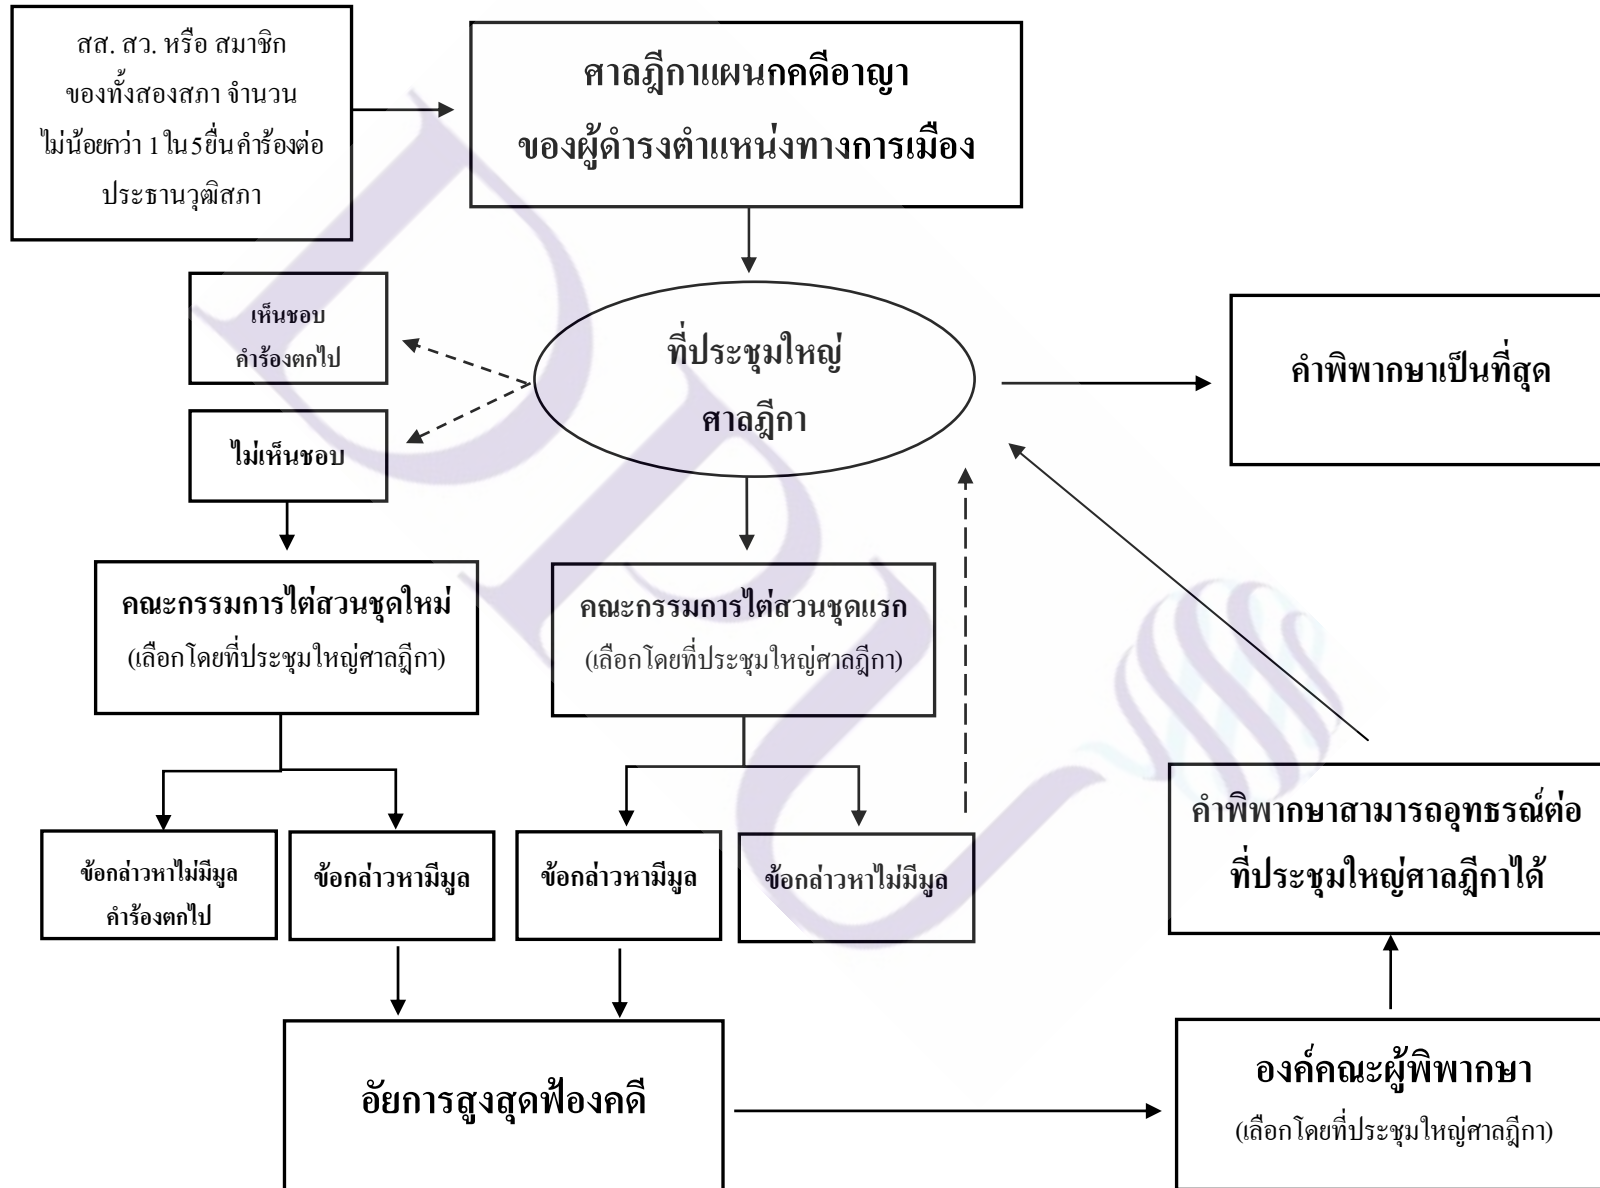 สส. สว. หรือ สมาชิก
ของทั้งสองสภา จำนวน
ไม่น้อยกว่า 1 ใน 5 ยื่นคำร้องต่อ
ประธานวุฒิสภา
ศาลฎีกาแผนกคดีอาญา
ของผู้ดำรงตำแหน่งทางการเมือง
เห็นชอบ
คำร้องตกไป
ที่ประชุมใหญ่
ศาลฎีกา
คำพิพากษาเป็นที่สุด
ไม่เห็นชอบ
คณะกรรมการไต่สวนชุดใหม่
(เลือกโดยที่ประชุมใหญ่ศาลฎีกา)
คณะกรรมการไต่สวนชุดแรก
(เลือกโดยที่ประชุมใหญ่ศาลฎีกา)
ข้อกล่าวหาไม่มีมูล
คำร้องตกไป
ข้อกล่าวหามีมูล
ข้อกล่าวหามีมูล
ข้อกล่าวหาไม่มีมูล
คำพิพากษาสามารถอุทธรณ์ต่อ
ที่ประชุมใหญ่ศาลฎีกาได้
อัยการสูงสุดฟ้องคดี
องค์คณะผู้พิพากษา
(เลือกโดยที่ประชุมใหญ่ศาลฎีกา)
DPU